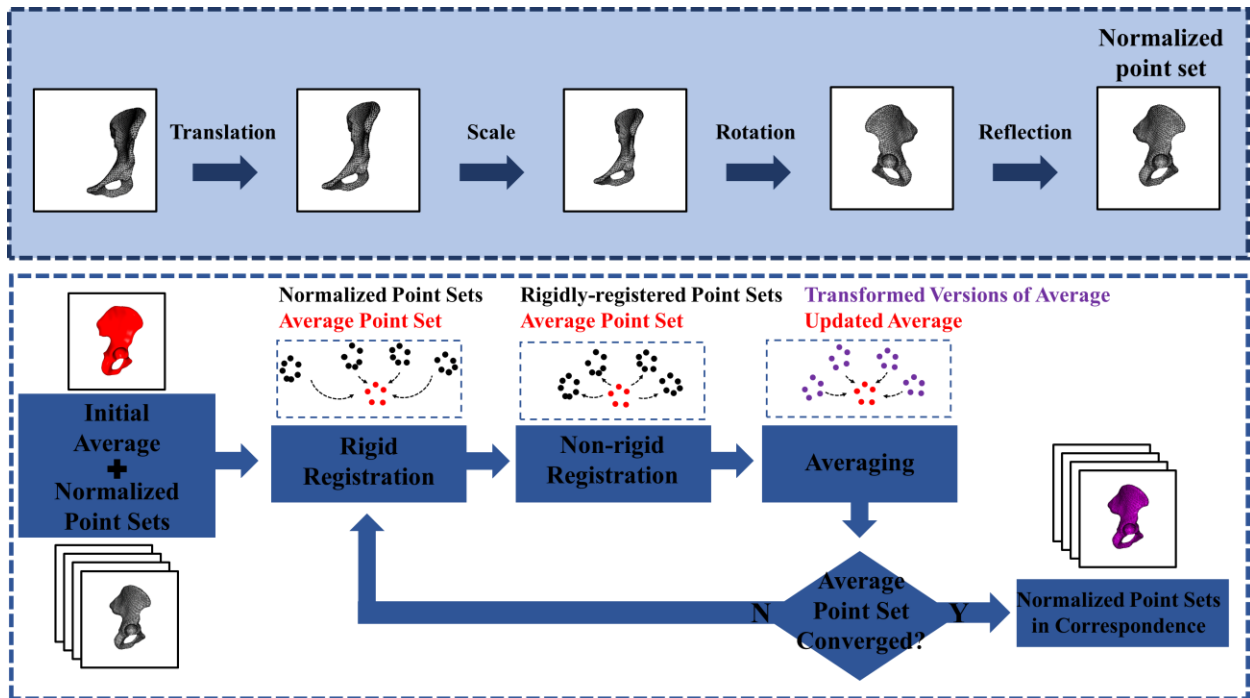 Normalized
point set
Translation
Scale
Rotation
Reflection
Normalized Point Sets
Average Point Set
Rigidly-registered Point Sets
Average Point Set
Transformed Versions of Average
Updated Average
Initial
Average
+
Normalized
Point Sets
Rigid
Registration
Non-rigid
Registration
Averaging
Average
Point Set
Converged?
N
Y
Normalized Point Sets
in Correspondence